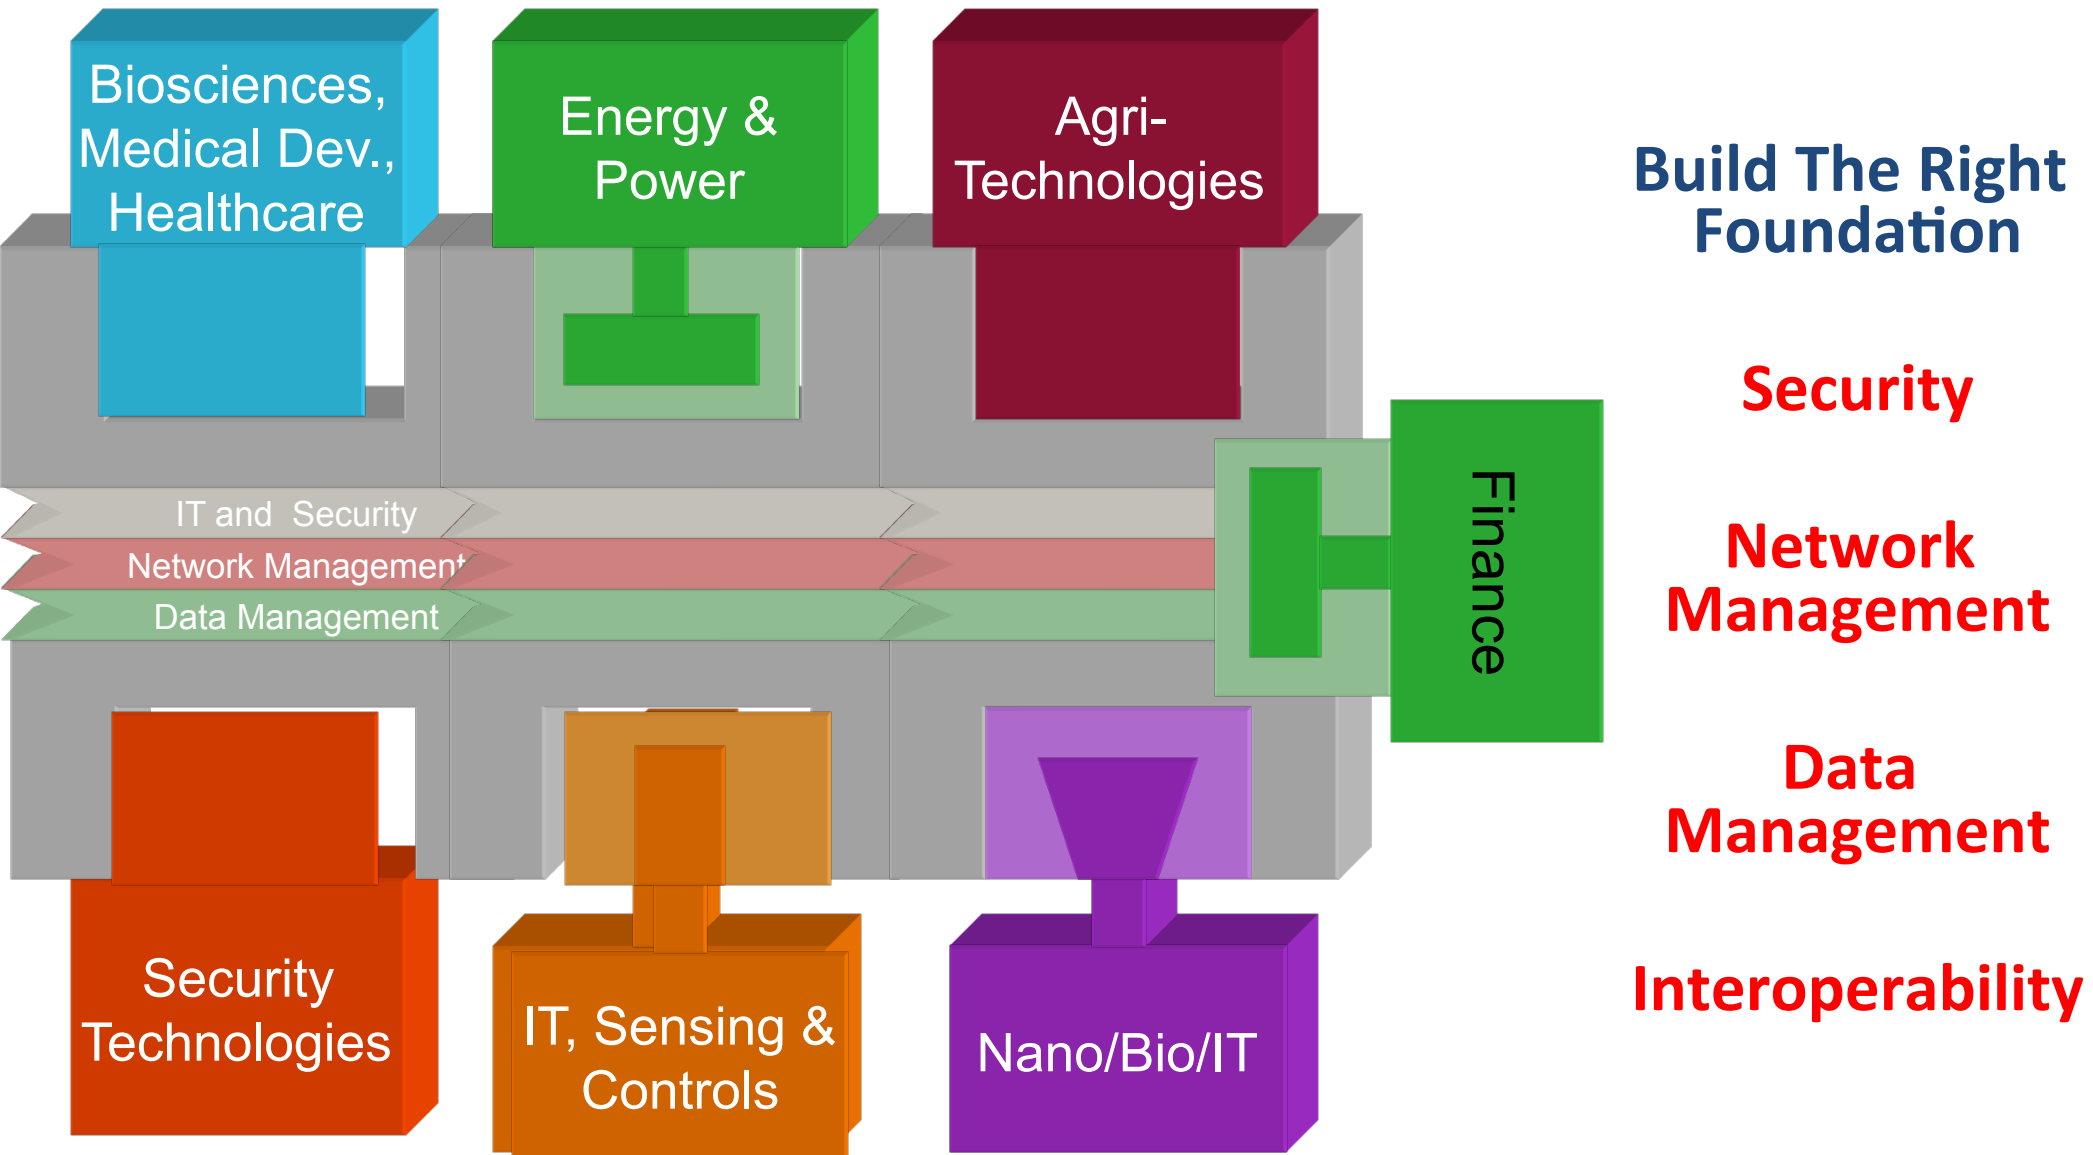 Biosciences,
Medical Dev.,
Healthcare
Energy &
Power
Agri-
Technologies
Build The Right
Foundation
Security
Network
Management
Data
Management
Interoperability
Finance
IT and  Security
Network Management
Data Management
Security
Technologies
IT, Sensing &
Controls
Nano/Bio/IT